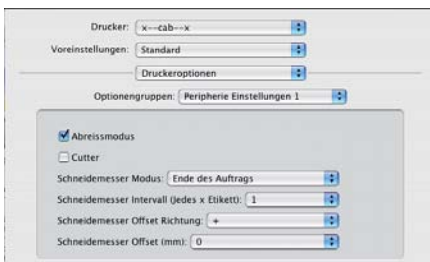 Drucker: x--cab--x
Voreinstellungen: Standard
Druckeroptionen
Optionengruppen: Peripherie Einstellungen 1
Abreissmodus
Cutter
Schneidemesser Modus: Ende des Auftrags
Schneidemesser Intervall (Jedes x Etikett): 1
Schneidemesser Offset Richtung: +
Schneidemesser Offset (mm): 0